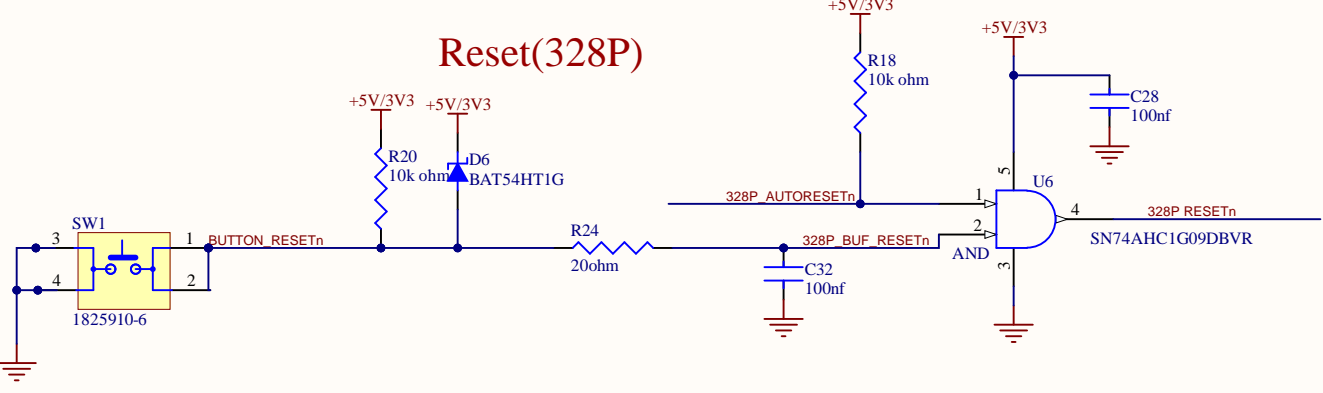 Reset(328P)
+5V/3V3
+5V/3V3
+5V/3V3
+5V/3V3
R18
10k ohm
C28
100nf
R20
10k ohm
D6
BAT54HT1G
U6
5
328P_AUTORESETn
1
2
4
3
328P RESETn
SN74AHC1G09DBVR
AND
SW1
3
1
4
2
1825910-6
BUTTON_RESETn
R24
20ohm
328P_BUF_RESETn
C32
100nf